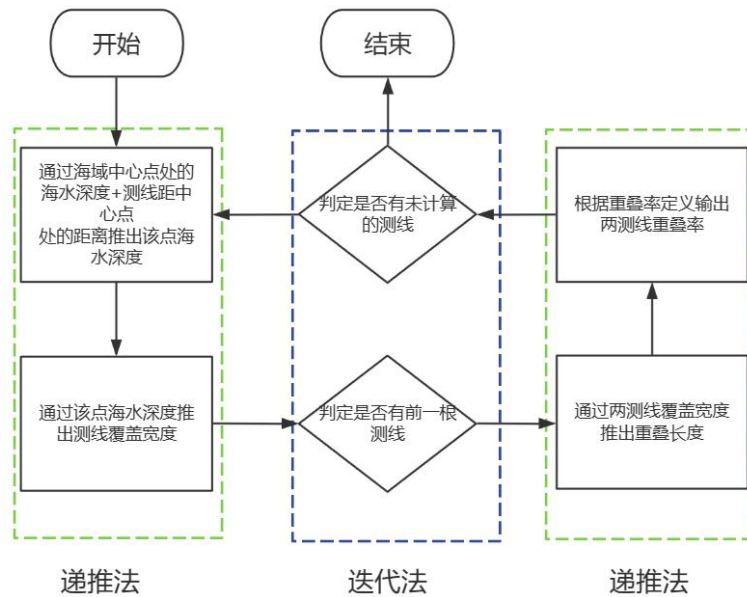 开始
结束
通过海域中心点处的
海水深度+测线距中
心点
处的距离推出该点海
水深度
判定是否有未计算
的测线
根据重叠率定义输出
两测线重叠率
通过该点海水深度推
出测线覆盖宽度
判定是否有前一根
测线
通过两测线覆盖宽度
推出重叠长度
递推法
迭代法
递推法